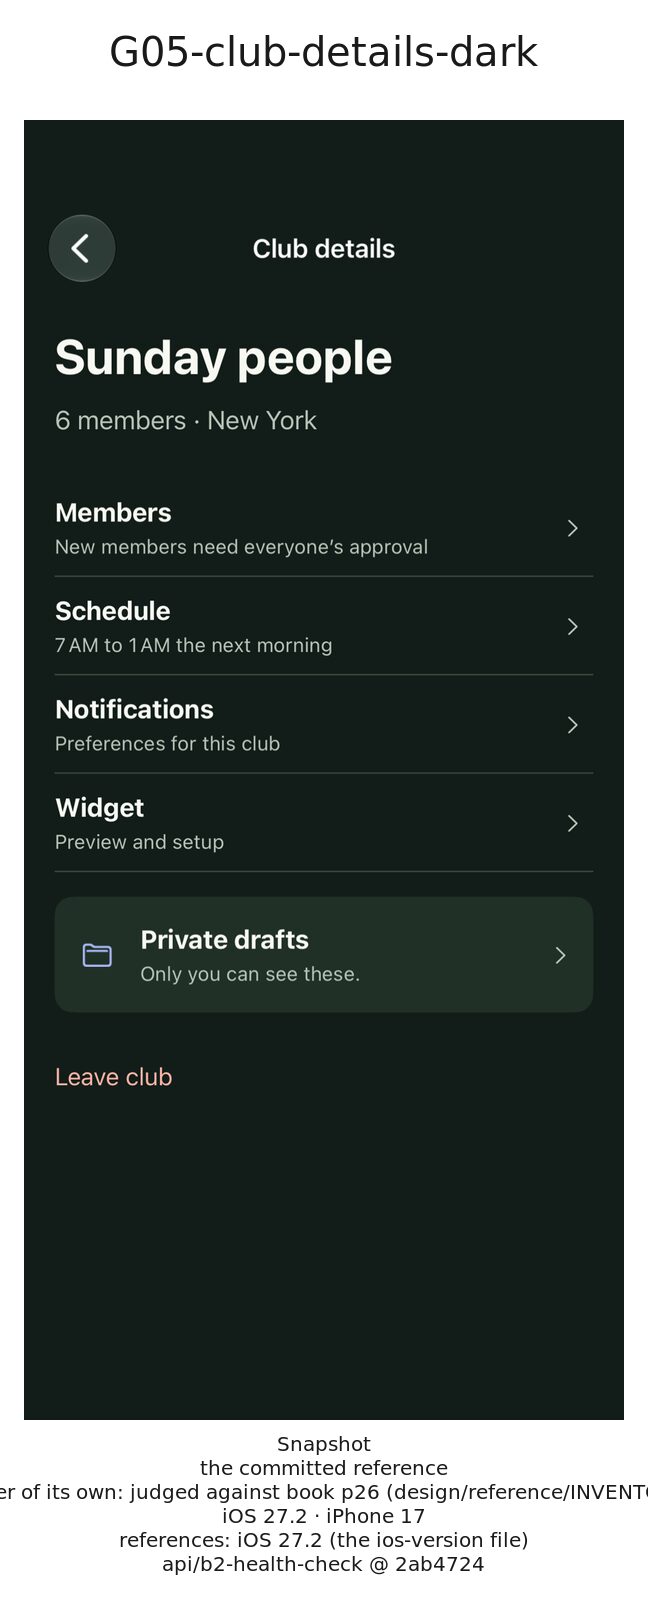 G05-club-details-dark
Club details
Sunday people
6 members · New York
Members
New members need everyone’s approval
Schedule
7 AM to 1 AM the next morning
Notifications
Preferences for this club
Widget
Preview and setup
Private drafts
Only you can see these.
Leave club
Snapshot
the committed reference
of its own: judged against book p26 (design/reference/
iOS 27.2 · iPhone 17
references: iOS 27.2 (the ios-version file)
api/b2-health-check @ 2ab4724